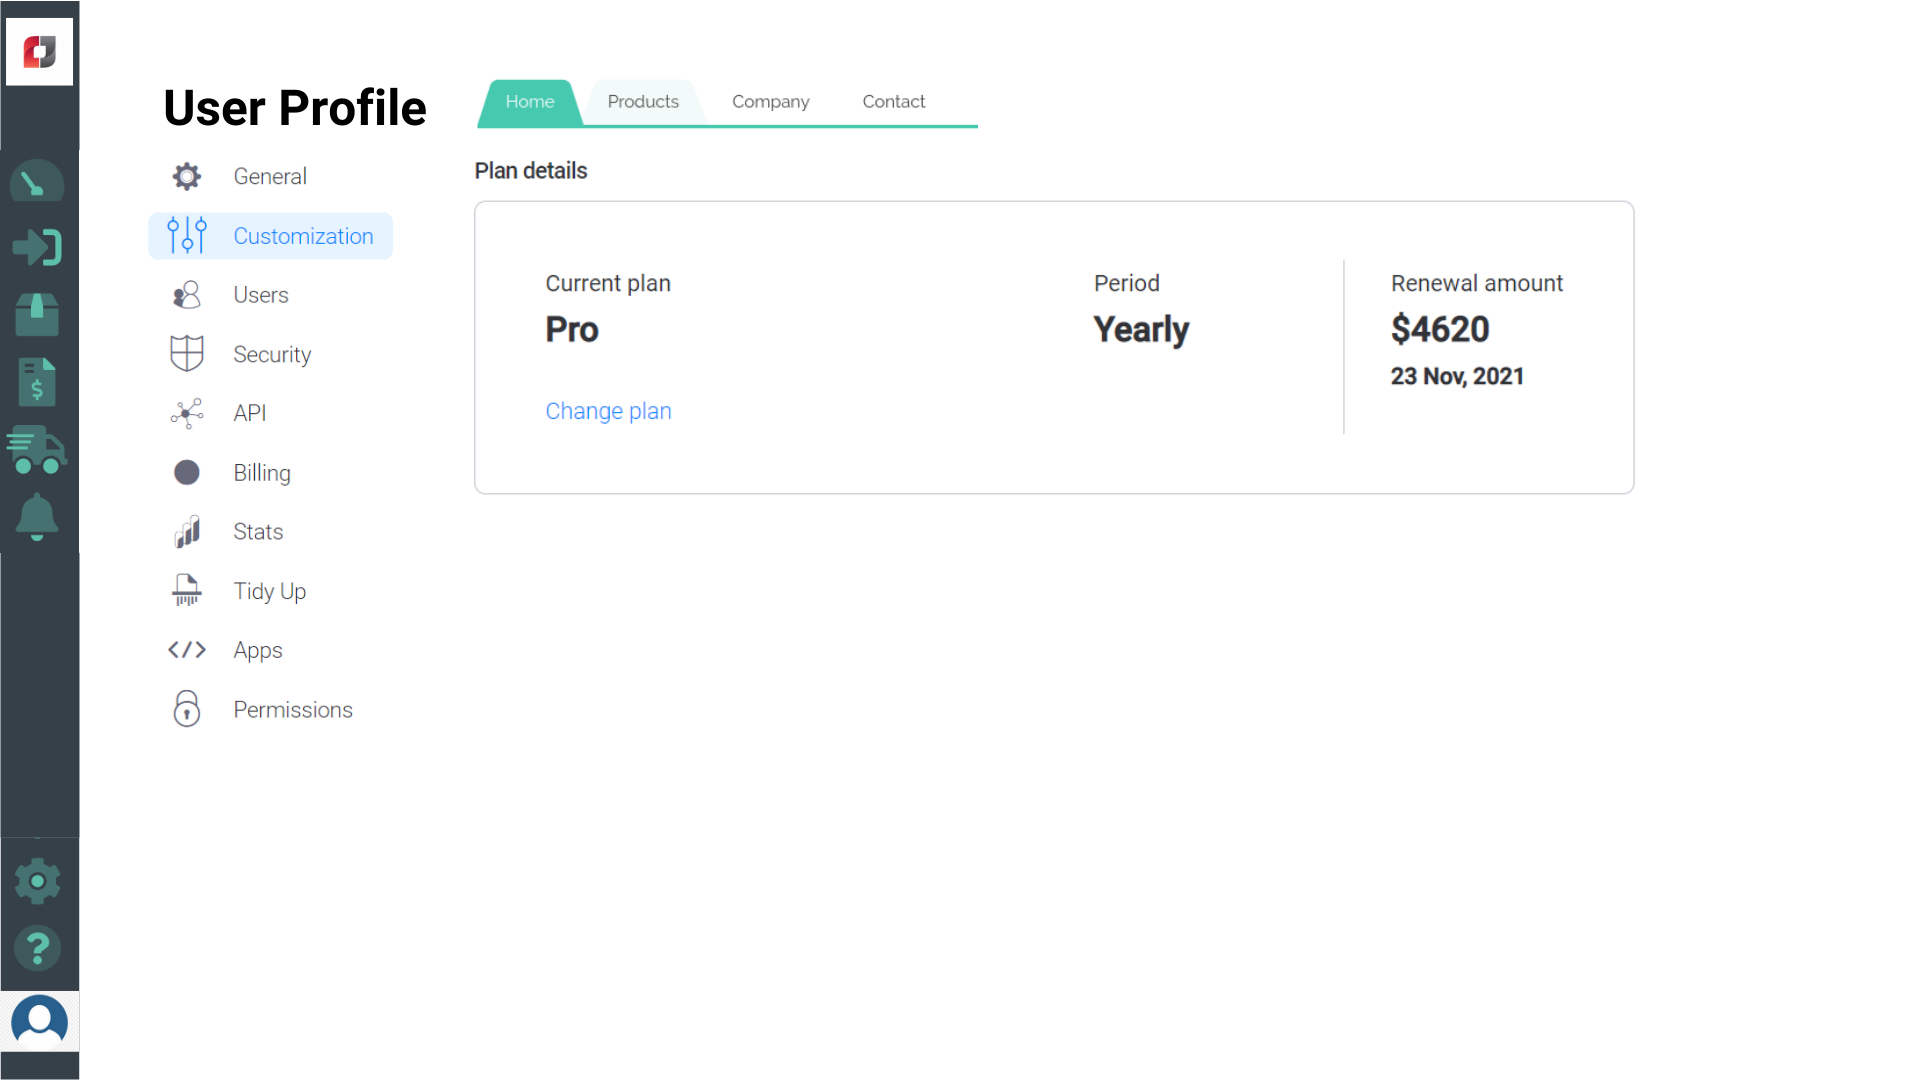 User Profile
Home Products Company Contact
General
Customization
Users
Security
API
Billing
Stats
Tidy Up
Apps
Permissions
Plan details
Current plan
Pro
Change plan
Period
Yearly
Renewal amount
$4620
23 Nov, 2021
$
?